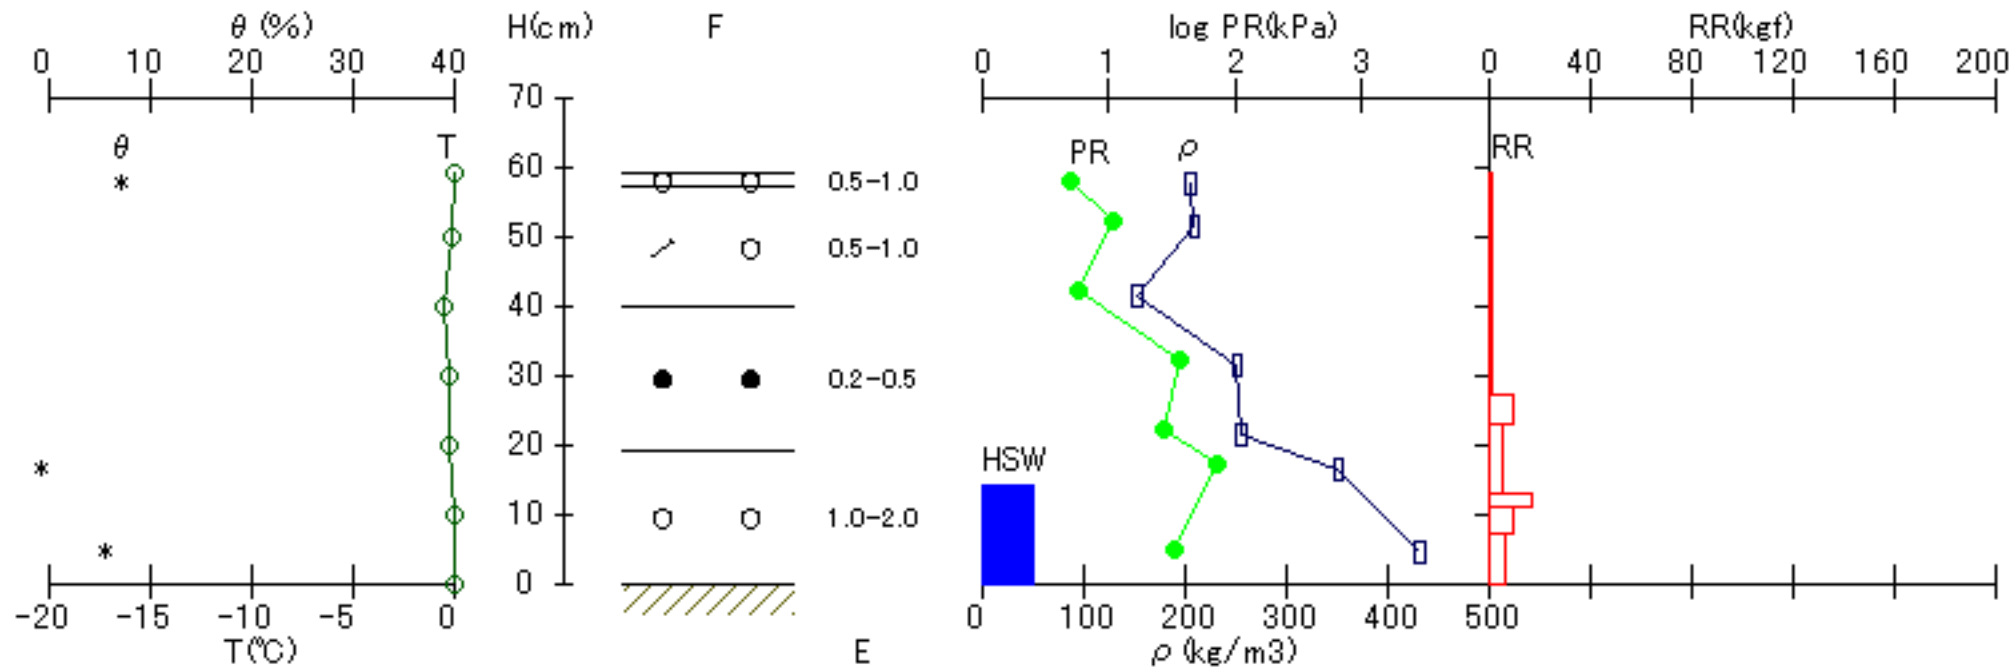 θ (%) H(cm) F log PR(kPa) RR(kgf)
0 10 20 30 40 0 1 2 3 0 40 80 120 160 200
70
θ T PR ρ RR
* 60 0.5-1.0
50 0.5-1.0
40
30 0.2-0.5
20
* HSW
10 1.0-2.0
*
0
-20 -15 -10 -5 0 0 100 200 300 400 500
T(℃) E ρ (kg/m3)